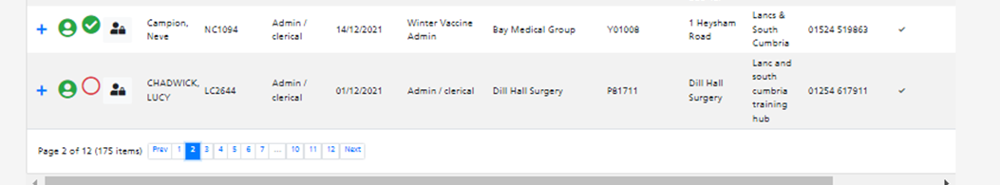 Campion, Neve NC1094 Admin / clerical 14/12/2021 Winter Vaccine Admin Bay Medical Group Y01008 1 Heysham Road Lancs & South Cumbria 01524 519863
CHADWICK, LUCY LC2644 Admin / clerical 01/12/2021 Admin / clerical Dill Hall Surgery P81711 Dill Hall Surgery Lanc and south cumbria training hub 01254 617911
Page 2 of 12 (175 items) Prev 1 2 3 4 5 6 7 ... 10 11 12 Next